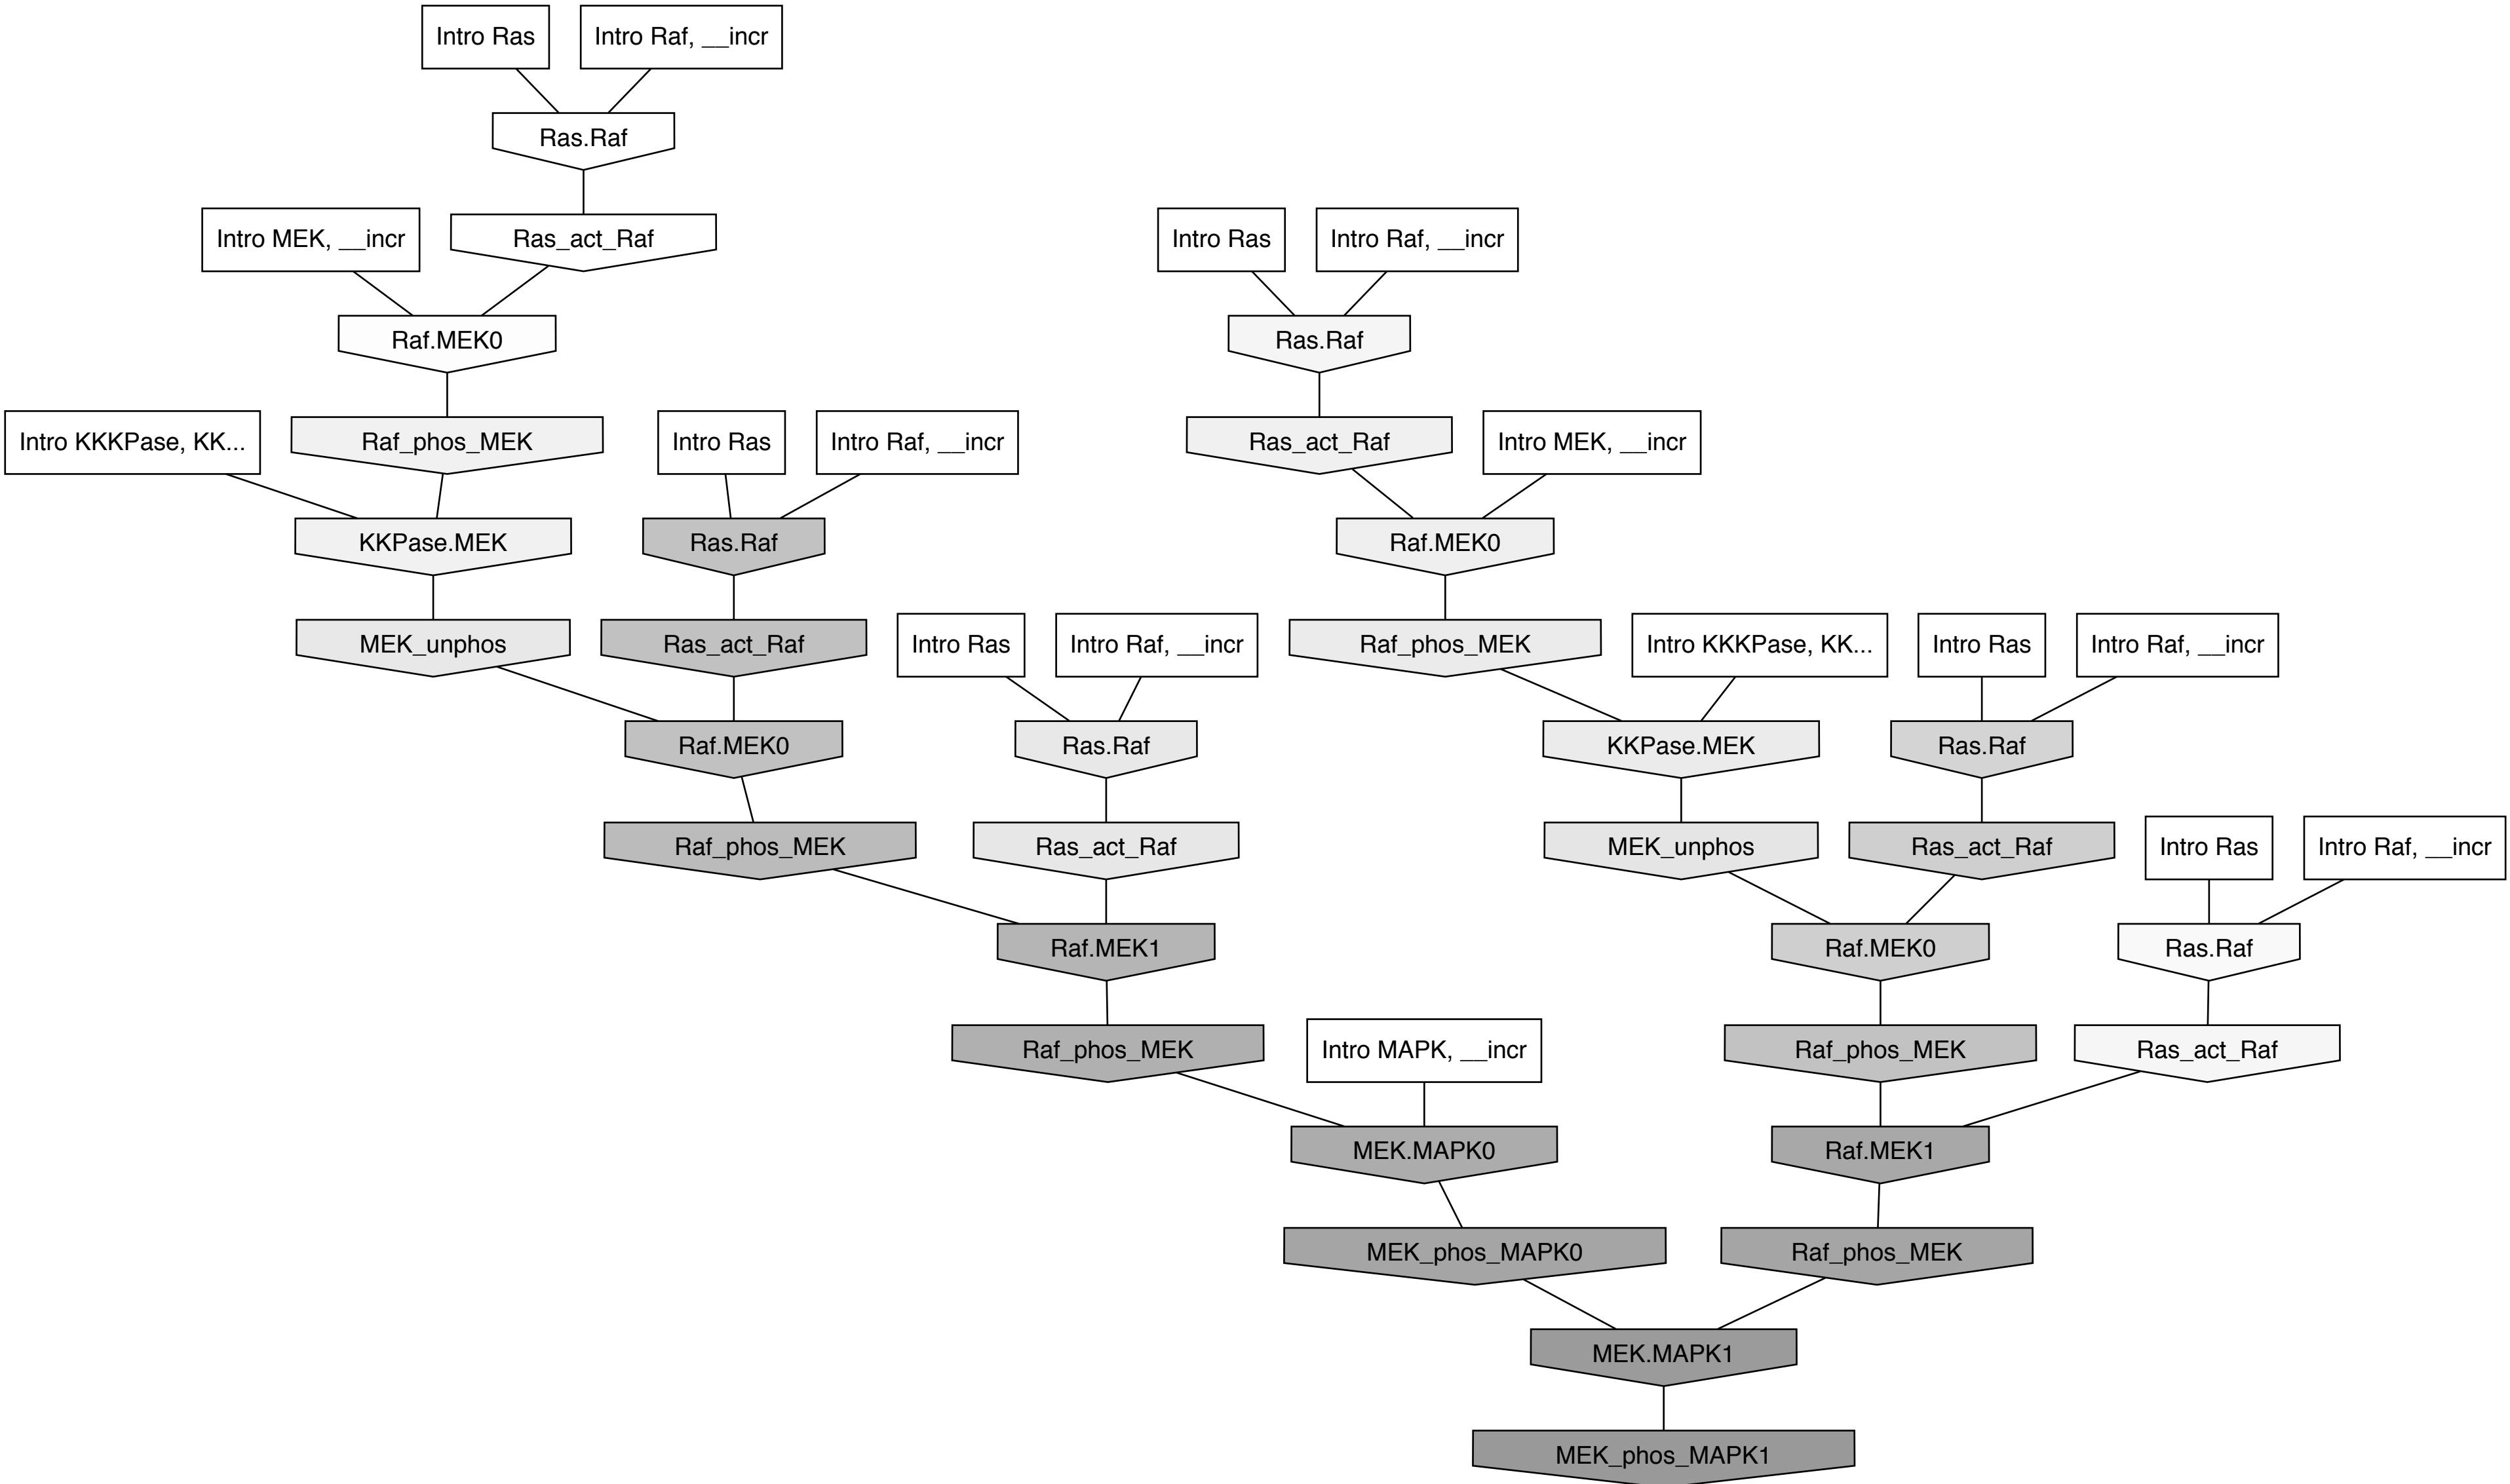 Intro Ras
Intro Raf, __incr
Ras.Raf
Intro MEK, __incr
Ras_act_Raf
Intro Ras
Intro Raf, __incr
Raf.MEK0
Ras.Raf
Intro KKKPase, KK...
Raf_phos_MEK
Intro Ras
Intro Raf, __incr
Ras_act_Raf
Intro MEK, __incr
KKPase.MEK
Ras.Raf
Raf.MEK0
MEK_unphos
Ras_act_Raf
Intro Ras
Intro Raf, __incr
Raf_phos_MEK
Intro KKKPase, KK...
Intro Ras
Intro Raf, __incr
Raf.MEK0
Ras.Raf
KKPase.MEK
Ras.Raf
Raf_phos_MEK
Ras_act_Raf
MEK_unphos
Ras_act_Raf
Intro Ras
Intro Raf, __incr
Raf.MEK1
Raf.MEK0
Ras.Raf
Raf_phos_MEK
Intro MAPK, __incr
Raf_phos_MEK
Ras_act_Raf
MEK.MAPK0
Raf.MEK1
MEK_phos_MAPK0
Raf_phos_MEK
MEK.MAPK1
MEK_phos_MAPK1